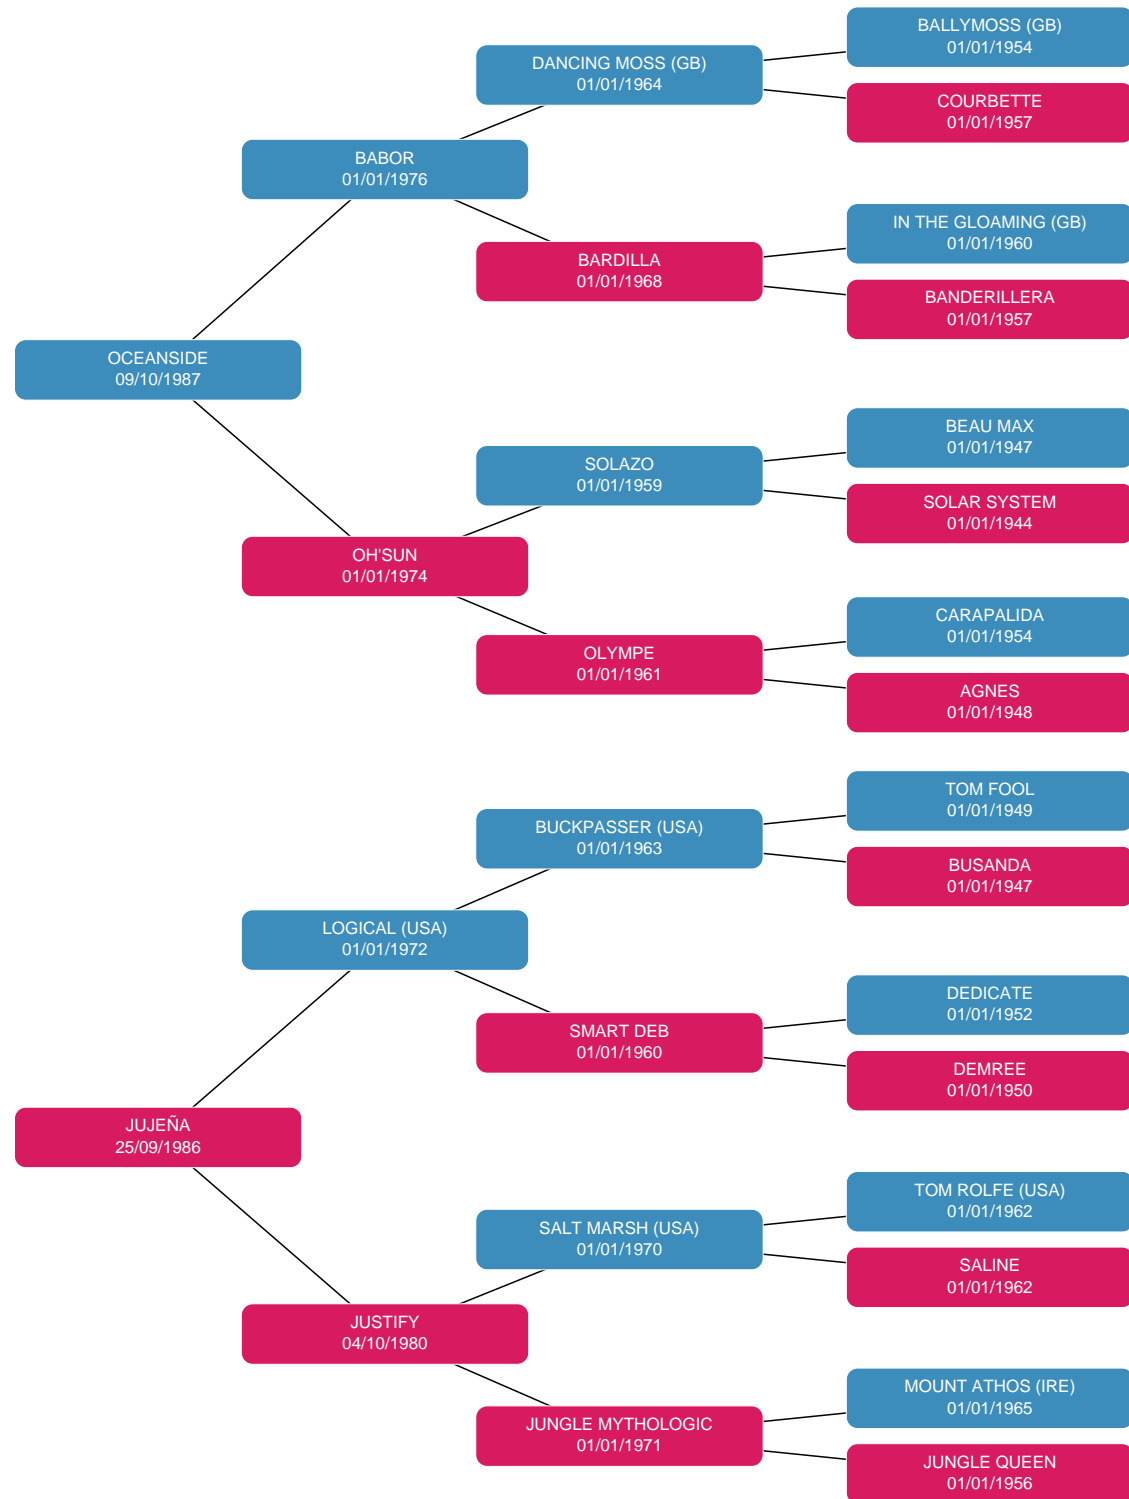 BALLYMOSS (GB)
01/01/1954
DANCING MOSS (GB)
01/01/1964
COURBETTE
01/01/1957
BABOR
01/01/1976
IN THE GLOAMING (GB)
01/01/1960
BARDILLA
01/01/1968
BANDERILLERA
01/01/1957
OCEANSIDE
09/10/1987
BEAU MAX
01/01/1947
SOLAZO
01/01/1959
SOLAR SYSTEM
01/01/1944
OH'SUN
01/01/1974
CARAPALIDA
01/01/1954
OLYMPE
01/01/1961
AGNES
01/01/1948
TOM FOOL
01/01/1949
BUCKPASSER (USA)
01/01/1963
BUSANDA
01/01/1947
LOGICAL (USA)
01/01/1972
DEDICATE
01/01/1952
SMART DEB
01/01/1960
DEMREE
01/01/1950
JUJEÑA
25/09/1986
TOM ROLFE (USA)
01/01/1962
SALT MARSH (USA)
01/01/1970
SALINE
01/01/1962
JUSTIFY
04/10/1980
MOUNT ATHOS (IRE)
01/01/1965
JUNGLE MYTHOLOGIC
01/01/1971
JUNGLE QUEEN
01/01/1956